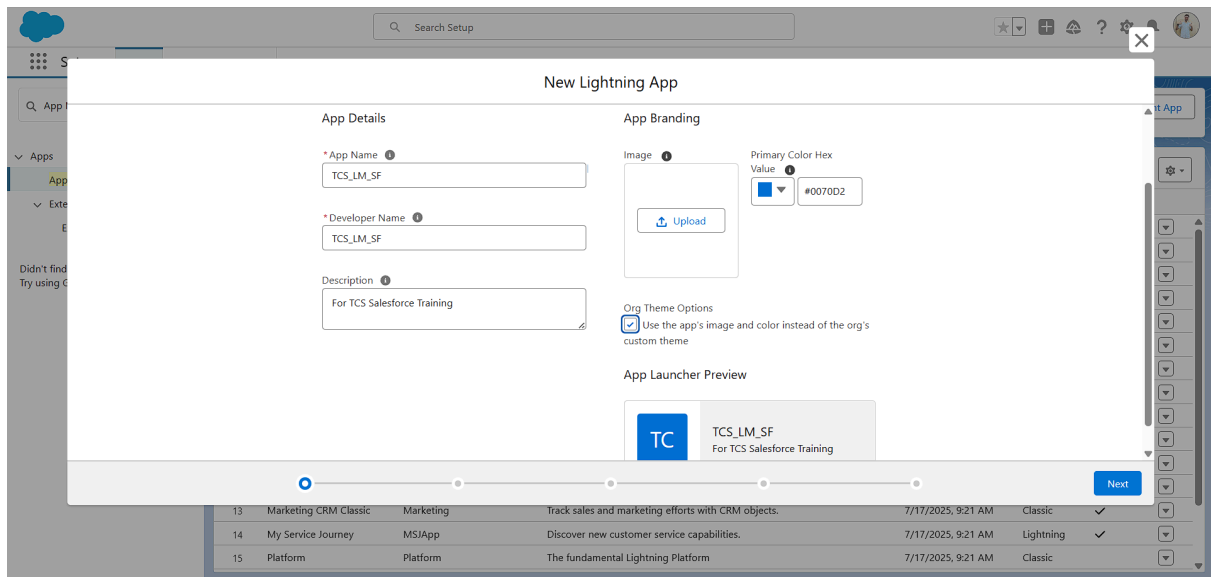 Search Setup
New Lightning App
App Details
App Branding
* App Name
TCS_LM_SF
Image
Primary Color Hex
Value
#0070D2
Upload
* Developer Name
TCS_LM_SF
Description
For TCS Salesforce Training
Org Theme Options
Use the app's image and color instead of the org's
custom theme
App Launcher Preview
TC
TCS_LM_SF
For TCS Salesforce Training
Next
App
Apps
App
Didn't find
Try using
App
13 Marketing CRM Classic Marketing Track sales and marketing efforts with CRM objects. 7/17/2025, 9:21 AM Classic
14 My Service Journey MSJApp Discover new customer service capabilities. 7/17/2025, 9:21 AM Lightning
15 Platform Platform The fundamental Lightning Platform 7/17/2025, 9:21 AM Classic